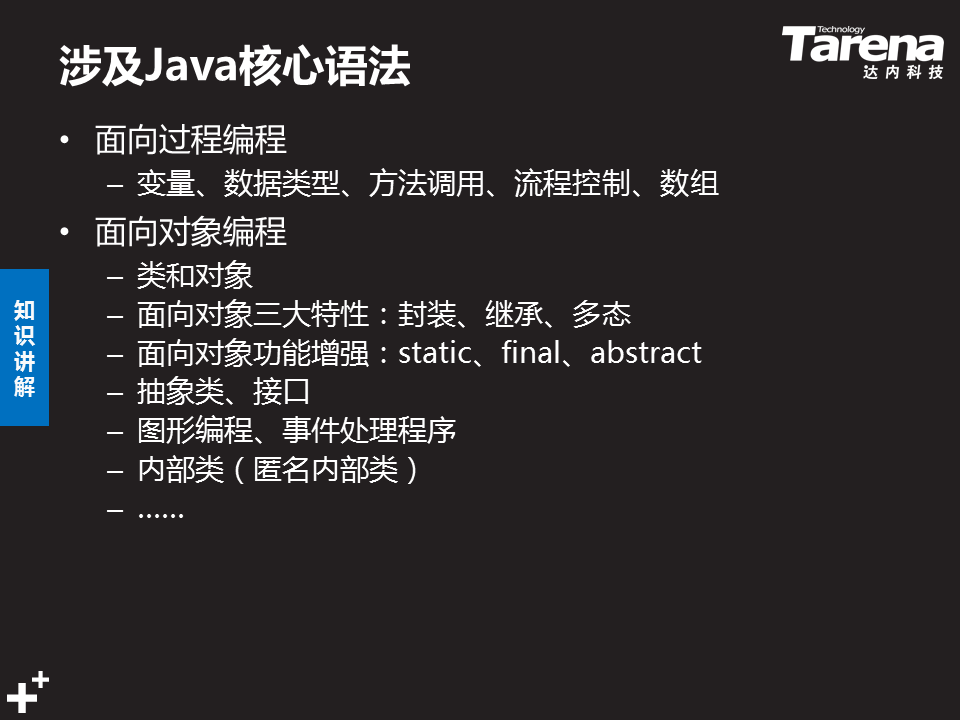 涉及Java核心语法
Technology
Tarena
达内科技
• 面向过程编程
– 变量、数据类型、方法调用、流程控制、数组
• 面向对象编程
– 类和对象
– 面向对象三大特性：封装、继承、多态
– 面向对象功能增强：static、final、abstract
– 抽象类、接口
– 图形编程、事件处理程序
– 内部类（匿名内部类）
– ……
知识讲解